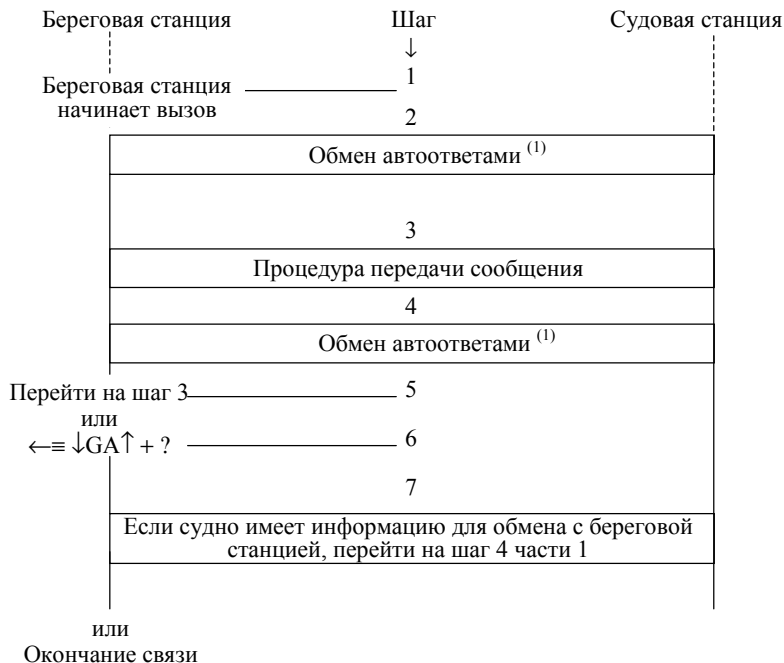 Береговая станция Шаг Судовая станция
↓
Береговая станция 1
начинает вызов
2
Обмен автоответами (1)
3
Процедура передачи сообщения
4
Обмен автоответами (1)
Перейти на шаг 3 5
или
←≡ ↓GA↑ + ? 6
7
Если судно имеет информацию для обмена с береговой
станцией, перейти на шаг 4 части 1
или
Окончание связи